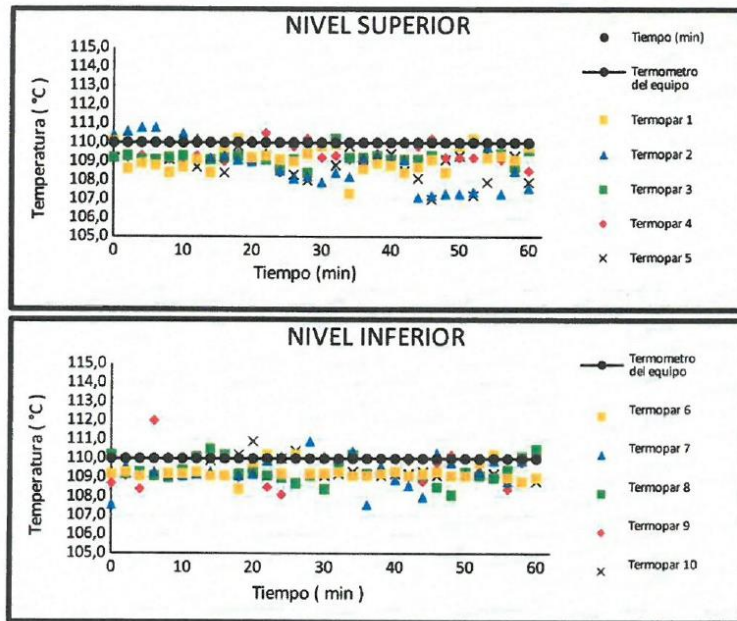 NIVEL SUPERIOR
Temperatura ( °C)
115,0
114,0
113,0
112,0
111,0
110,0
109,0
108,0
107,0
106,0
105,0
0
10
20
30
40
50
60
Tiempo (min)
Tiempo (min)
Termometro
del equipo
Termopar 1
Termopar 2
Termopar 3
Termopar 4
Termopar 5
NIVEL INFERIOR
Temperatura ( °C)
115,0
114,0
113,0
112,0
111,0
110,0
109,0
108,0
107,0
106,0
105,0
0
10
20
30
40
50
60
Tiempo ( min)
Termometro
del equipo
Termopar 6
Termopar 7
Termopar 8
Termopar 9
Termopar 10